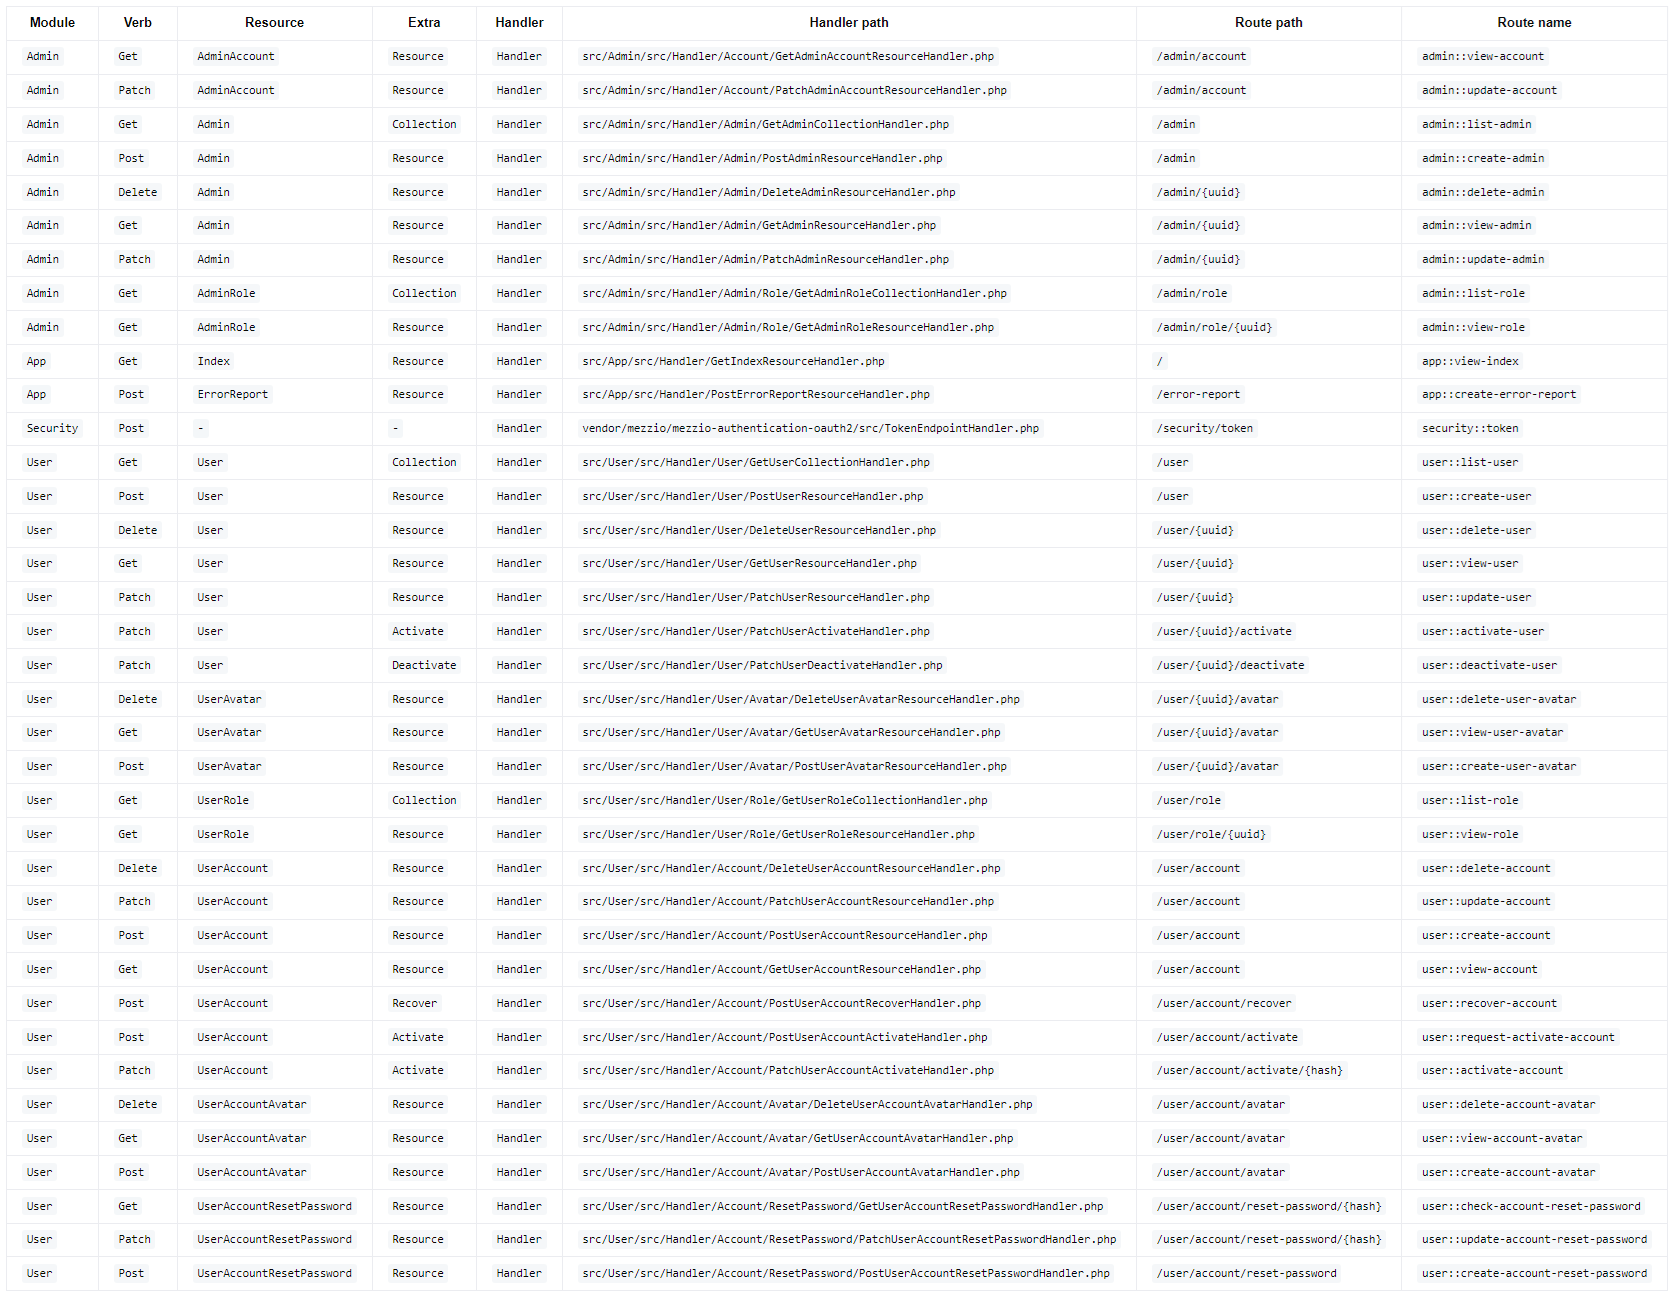 Module Verb Resource Extra Handler Handler path Route path Route name
Admin Get AdminAccount Resource Handler src/Admin/src/Handler/Account/GetAdminAccountResourceHandler.php /admin/account admin::view-account
Admin Patch AdminAccount Resource Handler src/Admin/src/Handler/Account/PatchAdminAccountResourceHandler.php /admin/account admin::update-account
Admin Get Admin Collection Handler src/Admin/src/Handler/Admin/GetAdminCollectionHandler.php /admin admin::list-admin
Admin Post Admin Resource Handler src/Admin/src/Handler/Admin/PostAdminResourceHandler.php /admin admin::create-admin
Admin Delete Admin Resource Handler src/Admin/src/Handler/Admin/DeleteAdminResourceHandler.php /admin/{uuid} admin::delete-admin
Admin Get Admin Resource Handler src/Admin/src/Handler/Admin/GetAdminResourceHandler.php /admin/{uuid} admin::view-admin
Admin Patch Admin Resource Handler src/Admin/src/Handler/Admin/PatchAdminResourceHandler.php /admin/{uuid} admin::update-admin
Admin Get AdminRole Collection Handler src/Admin/src/Handler/Admin/Role/GetAdminRoleCollectionHandler.php /admin/role admin::list-role
Admin Get AdminRole Resource Handler src/Admin/src/Handler/Admin/Role/GetAdminRoleResourceHandler.php /admin/role/{uuid} admin::view-role
App Get Index Resource Handler src/App/src/Handler/GetIndexResourceHandler.php / app::view-index
App Post ErrorReport Resource Handler src/App/src/Handler/PostErrorReportResourceHandler.php /error-report app::create-error-report
Security Post - - Handler vendor/mezzio/mezzio-authentication-oauth2/src/TokenEndpointHandler.php /security/token security::token
User Get User Collection Handler src/User/src/Handler/User/GetUserCollectionHandler.php /user user::list-user
User Post User Resource Handler src/User/src/Handler/User/PostUserResourceHandler.php /user user::create-user
User Delete User Resource Handler src/User/src/Handler/User/DeleteUserResourceHandler.php /user/{uuid} user::delete-user
User Get User Resource Handler src/User/src/Handler/User/GetUserResourceHandler.php /user/{uuid} user::view-user
User Patch User Resource Handler src/User/src/Handler/User/PatchUserResourceHandler.php /user/{uuid} user::update-user
User Patch User Activate Handler src/User/src/Handler/User/PatchUserActivateHandler.php /user/{uuid}/activate user::activate-user
User Patch User Deactivate Handler src/User/src/Handler/User/PatchUserDeactivateHandler.php /user/{uuid}/deactivate user::deactivate-user
User Delete UserAvatar Resource Handler src/User/src/Handler/User/Avatar/DeleteUserAvatarResourceHandler.php /user/{uuid}/avatar user::delete-user-avatar
User Get UserAvatar Resource Handler src/User/src/Handler/User/Avatar/GetUserAvatarResourceHandler.php /user/{uuid}/avatar user::view-user-avatar
User Post UserAvatar Resource Handler src/User/src/Handler/User/Avatar/PostUserAvatarResourceHandler.php /user/{uuid}/avatar user::create-user-avatar
User Get UserRole Collection Handler src/User/src/Handler/User/Role/GetUserRoleCollectionHandler.php /user/role user::list-role
User Get UserRole Resource Handler src/User/src/Handler/User/Role/GetUserRoleResourceHandler.php /user/role/{uuid} user::view-role
User Delete UserAccount Resource Handler src/User/src/Handler/Account/DeleteUserAccountResourceHandler.php /user/account user::delete-account
User Patch UserAccount Resource Handler src/User/src/Handler/Account/PatchUserAccountResourceHandler.php /user/account user::update-account
User Post UserAccount Resource Handler src/User/src/Handler/Account/PostUserAccountResourceHandler.php /user/account user::create-account
User Get UserAccount Resource Handler src/User/src/Handler/Account/GetUserAccountResourceHandler.php /user/account user::view-account
User Post UserAccount Recover Handler src/User/src/Handler/Account/PostUserAccountRecoverHandler.php /user/account/recover user::recover-account
User Post UserAccount Activate Handler src/User/src/Handler/Account/PostUserAccountActivateHandler.php /user/account/activate user::request-activate-account
User Patch UserAccount Activate Handler src/User/src/Handler/Account/PatchUserAccountActivateHandler.php /user/account/activate/{hash} user::activate-account
User Delete UserAccountAvatar Resource Handler src/User/src/Handler/Account/Avatar/DeleteUserAccountAvatarHandler.php /user/account/avatar user::delete-account-avatar
User Get UserAccountAvatar Resource Handler src/User/src/Handler/Account/Avatar/GetUserAccountAvatarHandler.php /user/account/avatar user::view-account-avatar
User Post UserAccountAvatar Resource Handler src/User/src/Handler/Account/Avatar/PostUserAccountAvatarHandler.php /user/account/avatar user::create-account-avatar
User Get UserAccountResetPassword Resource Handler src/User/src/Handler/Account/ResetPassword/GetUserAccountResetPasswordHandler.php /user/account/reset-password/{hash} user::check-account-reset-password
User Patch UserAccountResetPassword Resource Handler src/User/src/Handler/Account/ResetPassword/PatchUserAccountResetPasswordHandler.php /user/account/reset-password/{hash} user::update-account-reset-password
User Post UserAccountResetPassword Resource Handler src/User/src/Handler/Account/ResetPassword/PostUserAccountResetPasswordHandler.php /user/account/reset-password user::create-account-reset-password